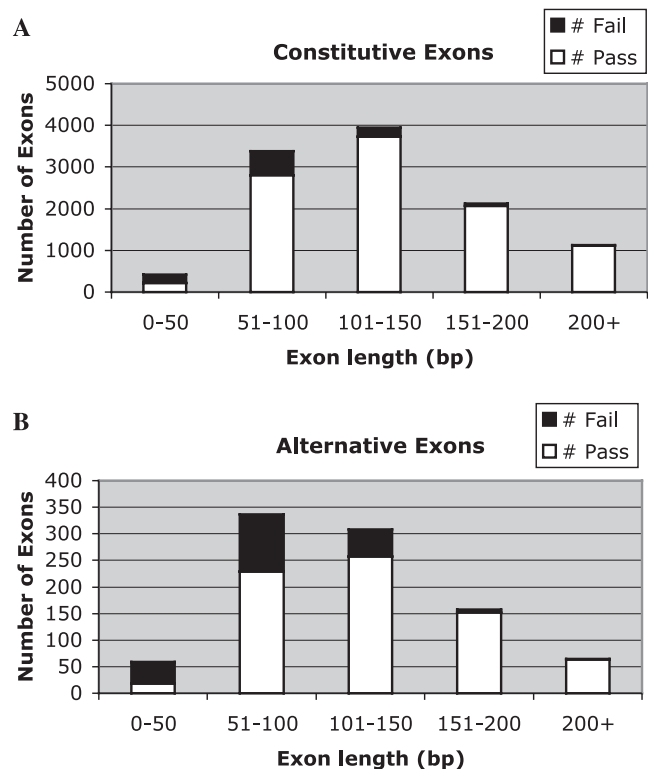 A
# Fail
# Pass
Constitutive Exons
Number of Exons
5000
4000
3000
2000
1000
0
0-50 51-100 101-150 151-200 200+
Exon length (bp)
B
# Fail
# Pass
Alternative Exons
Number of Exons
400
350
300
250
200
150
100
50
0
0-50 51-100 101-150 151-200 200+
Exon length (bp)